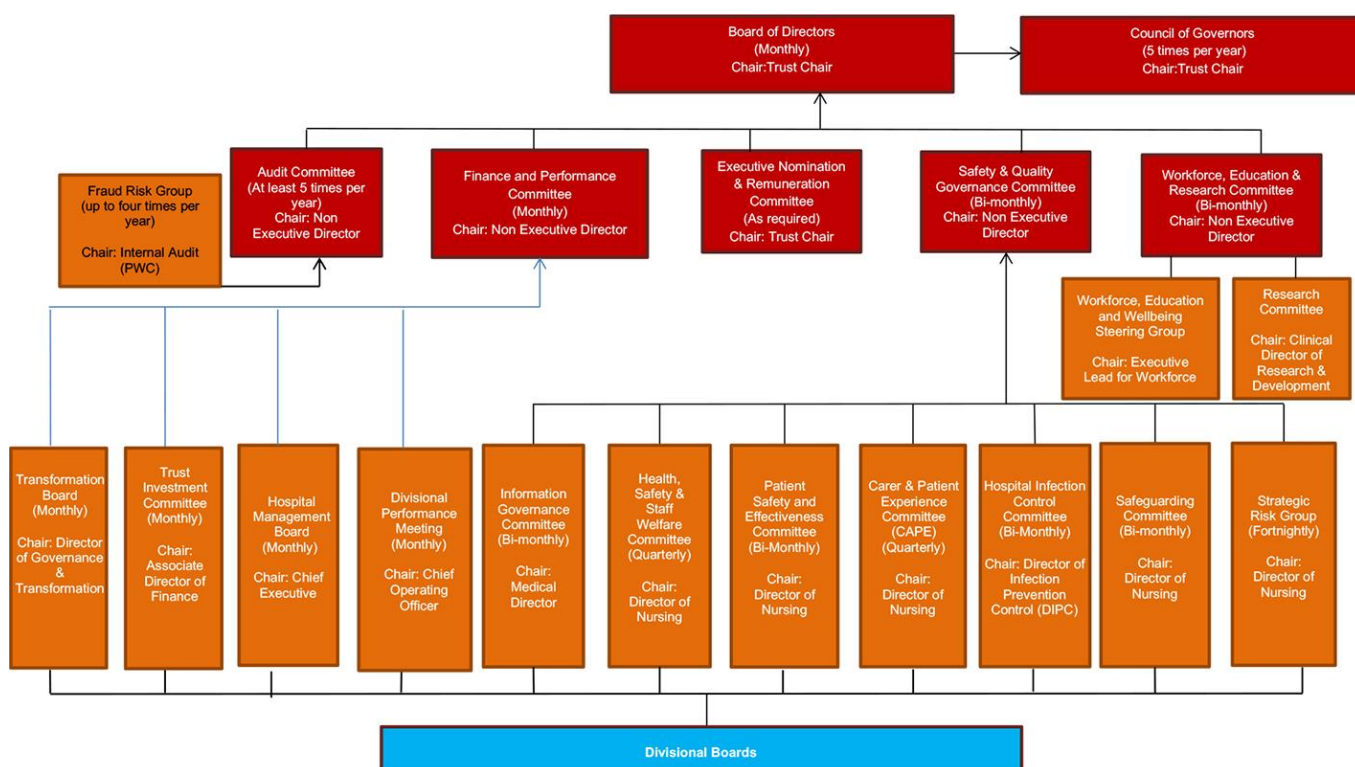 Board of Directors
(Monthly)
Chair:Trust Chair
Council of Governors
(5 times per year)
Chair:Trust Chair
Fraud Risk Group
(up to four times per
year)
Chair: Internal Audit
(PWC)
Audit Committee
(At least 5 times per
year)
Chair: Non
Executive Director
Finance and Performance
Committee
(Monthly)
Chair: Non Executive Director
Executive Nomination
& Remuneration
Committee
(As required)
Chair: Trust Chair
Safety & Quality
Governance Committee
(Bi-monthly)
Chair: Non Executive
Director
Workforce, Education &
Research Committee
(Bi-monthly)
Chair: Non Executive
Director
Workforce, Education
and Wellbeing
Steering Group
Chair: Executive
Lead for Workforce
Research
Committee
Chair: Clinical
Director of
Research &
Development
Transformation
Board
(Monthly)
Chair: Director
of Governance
&
Transformation
Trust
Investment
Committee
(Monthly)
Chair:
Associate
Director of
Finance
Hospital
Management
Board
(Monthly)
Chair: Chief
Executive
Divisional
Performance
Meeting
(Monthly)
Chair: Chief
Operating
Officer
Information
Governance
Committee
(Bi-monthly)
Chair:
Medical
Director
Health,
Safety &
Staff
Welfare
Committee
(Quarterly)
Chair:
Director of
Nursing
Patient
Safety and
Effectiveness
Committee
(Bi-Monthly)
Chair:
Director of
Nursing
Carer & Patient
Experience
Committee
(CAPE)
(Quarterly)
Chair:
Director of
Nursing
Hospital Infection
Control
Committee
(Bi-Monthly)
Chair: Director of
Infection
Prevention
Control (DIPC)
Safeguarding
Committee
(Bi-monthly)
Chair:
Director of
Nursing
Strategic
Risk Group
(Fortnightly)
Chair:
Director of
Nursing
Divisional Boards